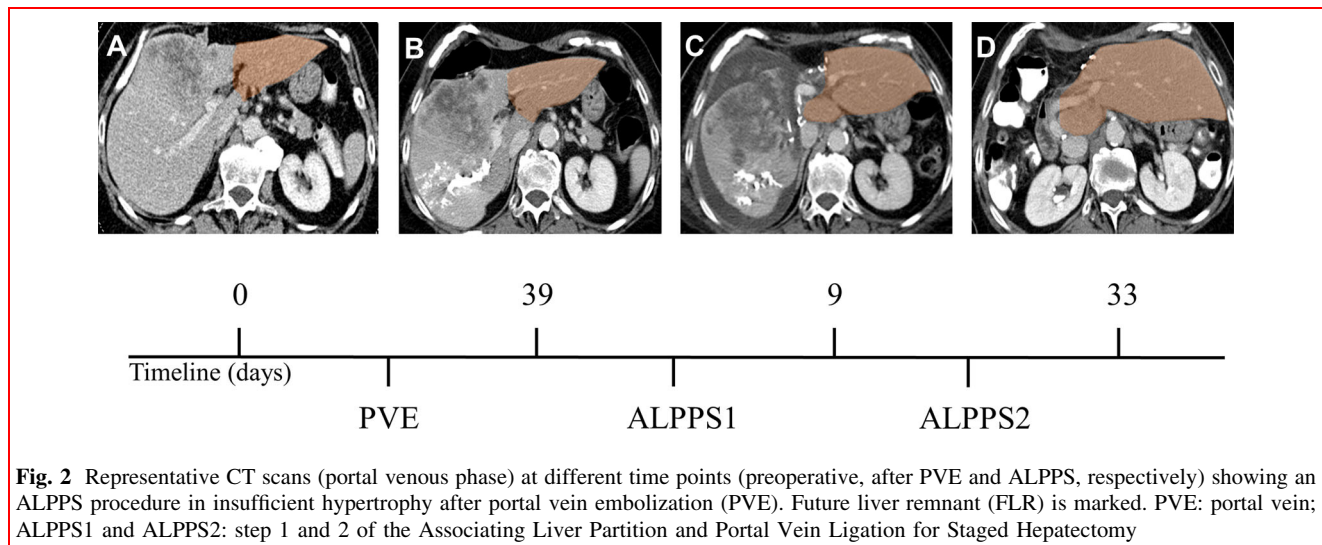 A
B
C
D
0
39
9
33
Timeline (days)
PVE
ALPPS1
ALPPS2
Fig. 2 Representative CT scans (portal venous phase) at different time points (preoperative, after PVE and ALPPS, respectively) showing an
ALPPS procedure in insufficient hypertrophy after portal vein embolization (PVE). Future liver remnant (FLR) is marked. PVE: portal vein;
ALPPS1 and ALPPS2: step 1 and 2 of the Associating Liver Partition and Portal Vein Ligation for Staged Hepatectomy